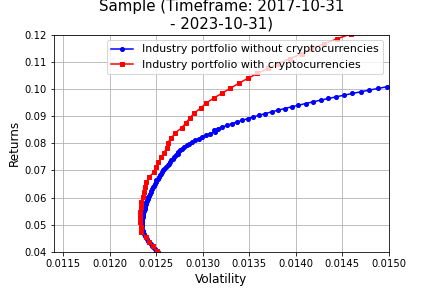 Sample (Timeframe: 2017-10-31
- 2023-10-31)
0.12
Industry portfolio without cryptocurrencies
Industry portfolio with cryptocurrencies
0.11
0.10
0.09
0.08
0.07
0.06
0.05
0.04
Returns
0.0115 0.0120 0.0125 0.0130 0.0135 0.0140 0.0145 0.0150
Volatility